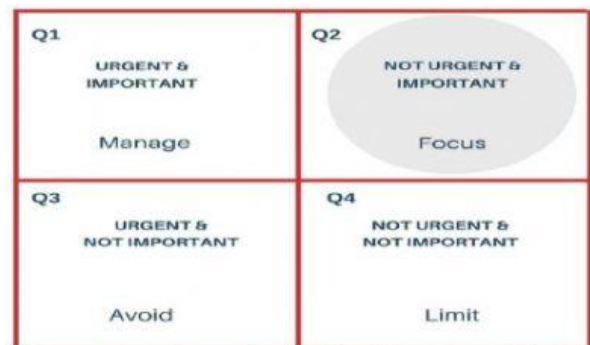 Q1
URGENT &
IMPORTANT
Manage
Q2
NOT URGENT &
IMPORTANT
Focus
Q3
URGENT &
NOT IMPORTANT
Avoid
Q4
NOT URGENT &
NOT IMPORTANT
Limit